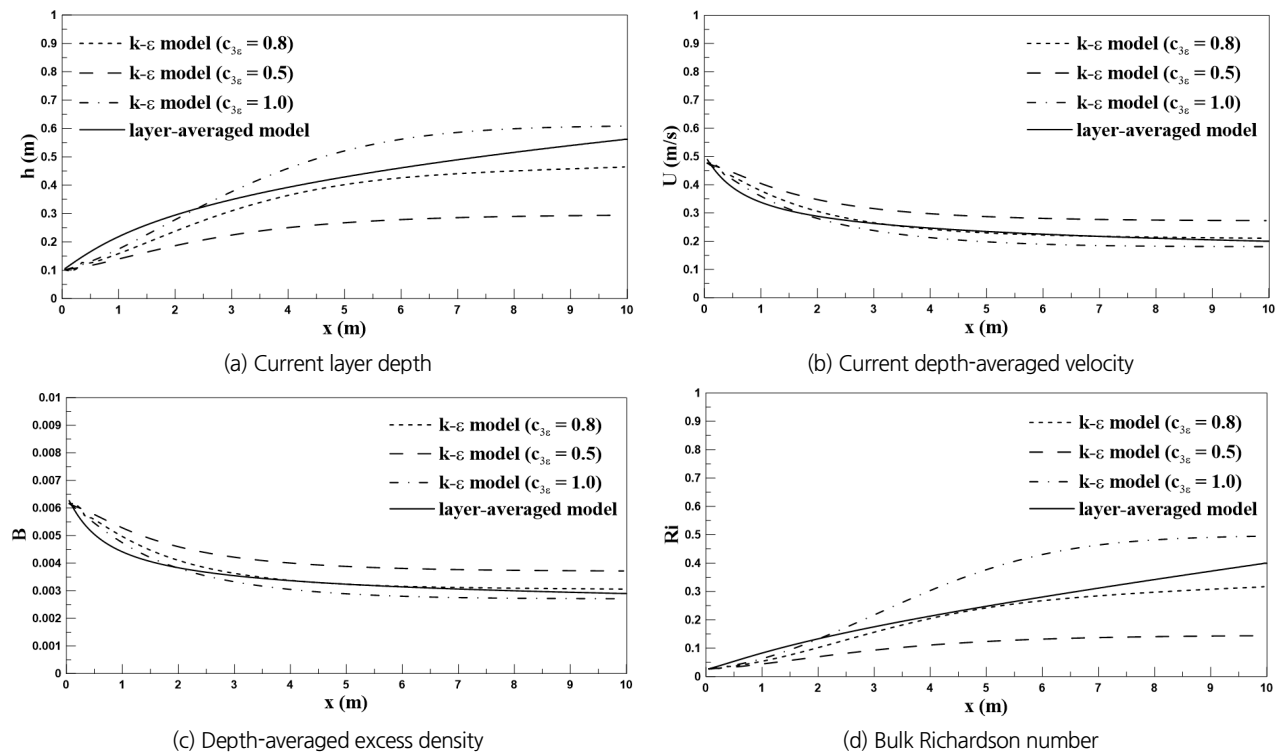 1
0.9
0.8
0.7
0.6
0.5
0.4
0.3
0.2
0.1
0
h (m)
k-ε model (c3ε = 0.8)
k-ε model (c3ε = 0.5)
k-ε model (c3ε = 1.0)
layer-averaged model
0 1 2 3 4 5 6 7 8 9 10
x (m)
(a) Current layer depth
1
0.9
0.8
0.7
0.6
0.5
0.4
0.3
0.2
0.1
0
U (m/s)
k-ε model (c3ε = 0.8)
k-ε model (c3ε = 0.5)
k-ε model (c3ε = 1.0)
layer-averaged model
0 1 2 3 4 5 6 7 8 9 10
x (m)
(b) Current depth-averaged velocity
0.01
0.009
0.008
0.007
0.006
0.005
0.004
0.003
0.002
0.001
0
B
k-ε model (c3ε = 0.8)
k-ε model (c3ε = 0.5)
k-ε model (c3ε = 1.0)
layer-averaged model
0 1 2 3 4 5 6 7 8 9 10
x (m)
(c) Depth-averaged excess density
1
0.9
0.8
0.7
0.6
0.5
0.4
0.3
0.2
0.1
0
Ri
k-ε model (c3ε = 0.8)
k-ε model (c3ε = 0.5)
k-ε model (c3ε = 1.0)
layer-averaged model
0 1 2 3 4 5 6 7 8 9 10
x (m)
(d) Bulk Richardson number